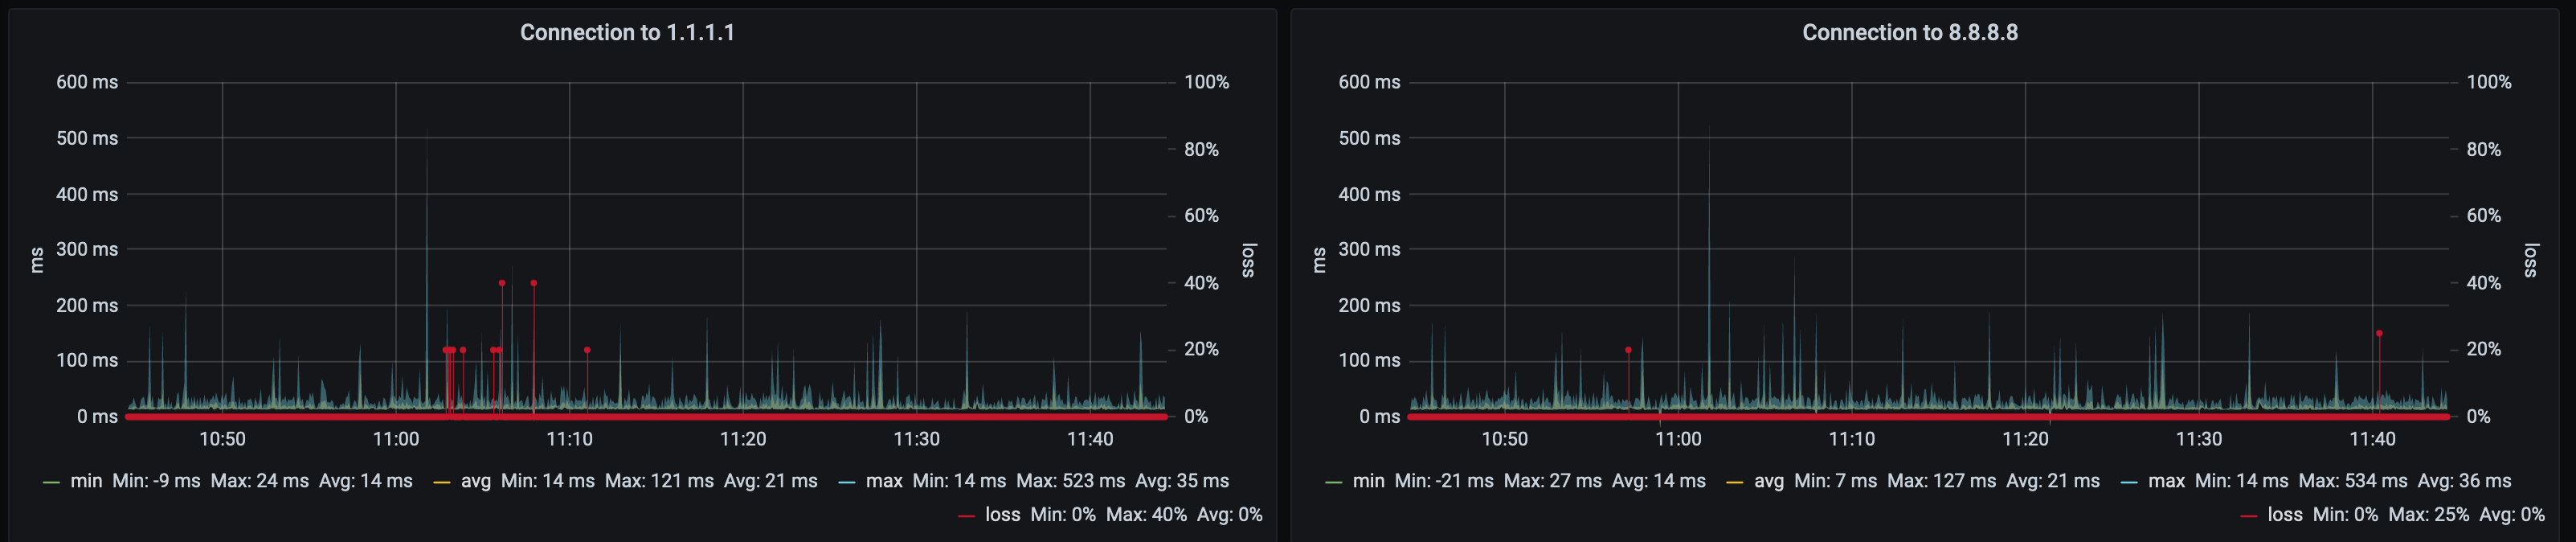 Connection to 1.1.1.1
600 ms
500 ms
400 ms
300 ms
200 ms
100 ms
0 ms
ms
100%
80%
60%
40%
20%
0%
loss
10:50 11:00 11:10 11:20 11:30 11:40
min Min: -9 ms Max: 24 ms Avg: 14 ms avg Min: 14 ms Max: 121 ms Avg: 21 ms max Min: 14 ms Max: 523 ms Avg: 35 ms
loss Min: 0% Max: 40% Avg: 0%
Connection to 8.8.8.8
600 ms
500 ms
400 ms
300 ms
200 ms
100 ms
0 ms
ms
100%
80%
60%
40%
20%
0%
loss
10:50 11:00 11:10 11:20 11:30 11:40
min Min: -21 ms Max: 27 ms Avg: 14 ms avg Min: 7 ms Max: 127 ms Avg: 21 ms max Min: 14 ms Max: 534 ms Avg: 36 ms
loss Min: 0% Max: 25% Avg: 0%